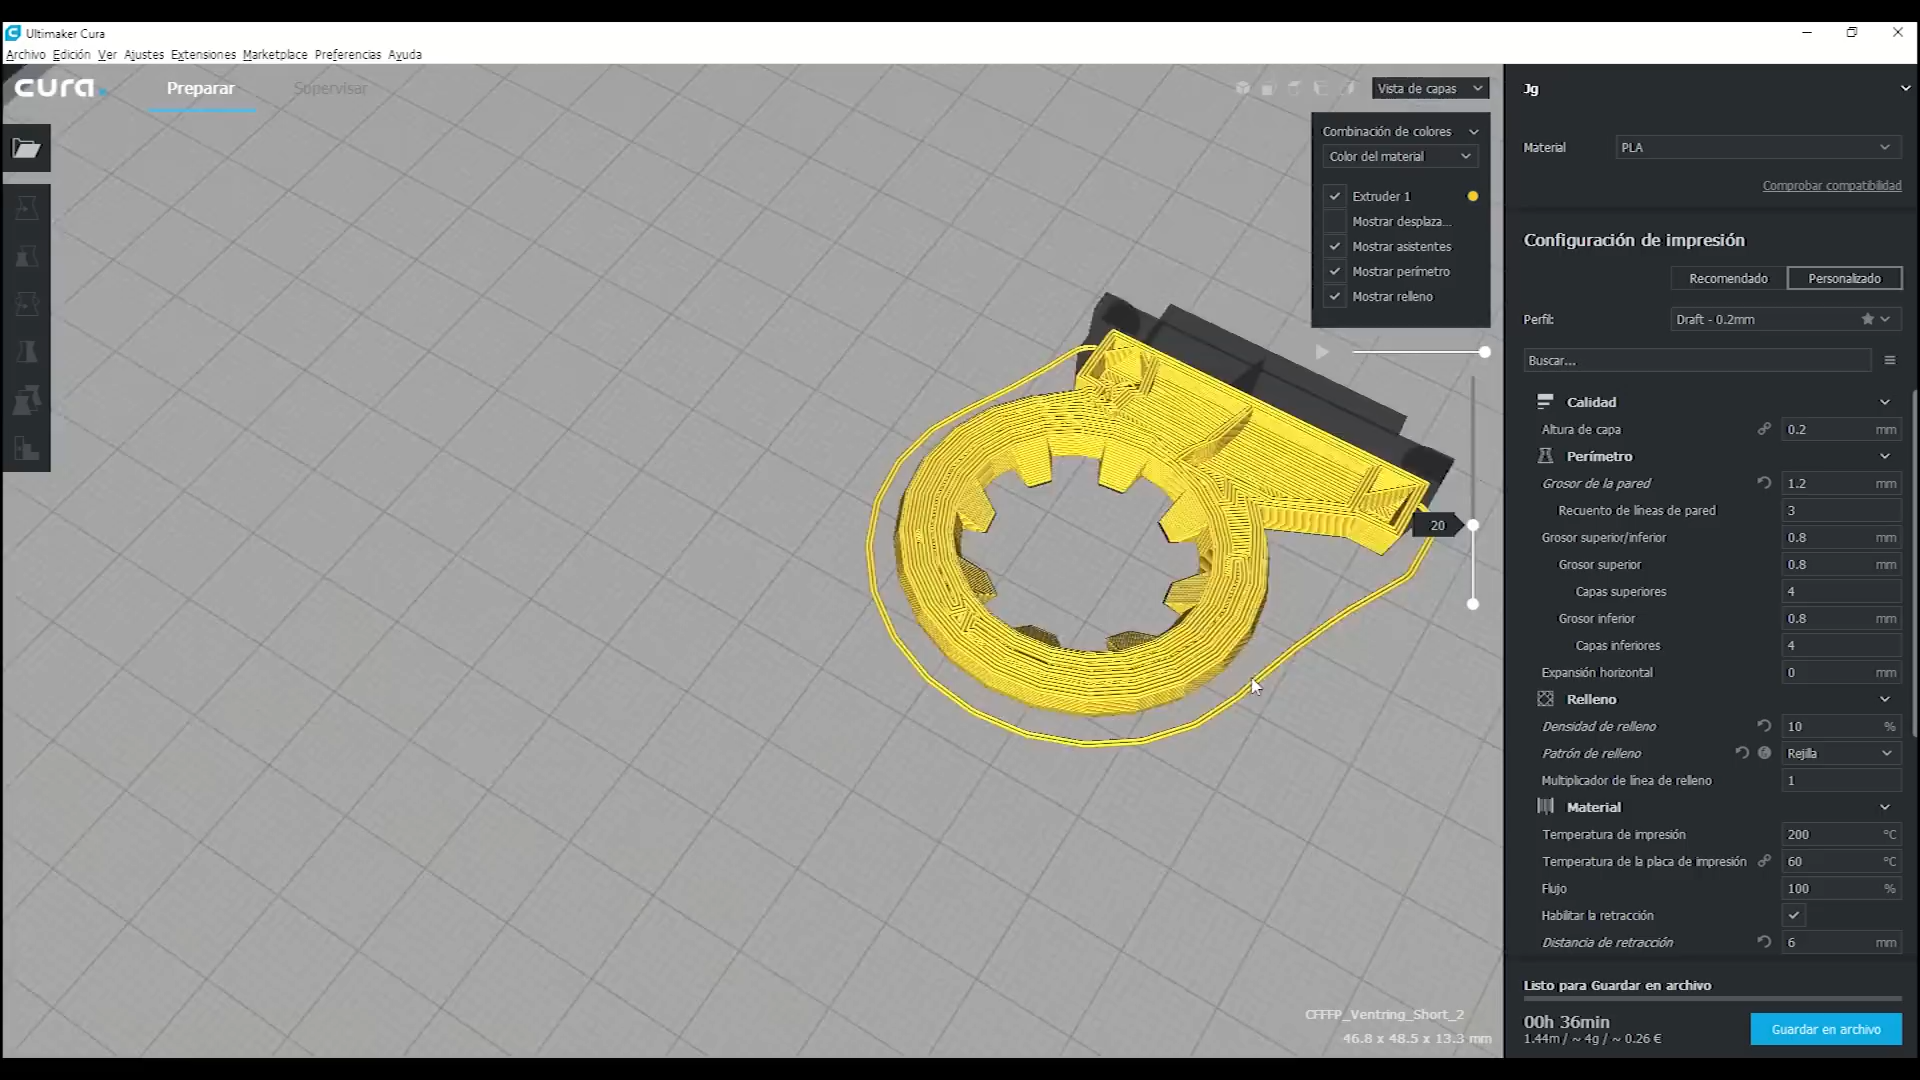 Ultimaker Cura
Archivo Edición Ver Ajustes Extensiones Marketplace Preferencias Ayuda
cura.
Preparar
Supervisar
Vista de capas
Combinación de colores
Color del material
Extruder 1
Mostrar desplaza...
Mostrar asistentes
Mostrar perímetro
Mostrar relleno
20
CFFFP_Ventring_Short_2
46.8 x 48.5 x 13.3 mm
Jg
Material PLA
Comprobar compatibilidad
Configuración de impresión
Recomendado Personalizado
Perfil: Draft - 0.2mm
Buscar...
Calidad
Altura de capa 0.2 mm
Perímetro
Grosor de la pared 1.2 mm
Recuento de líneas de pared 3
Grosor superior/inferior 0.8 mm
Grosor superior 0.8 mm
Capas superiores 4
Grosor inferior 0.8 mm
Capas inferiores 4
Expansión horizontal 0 mm
Relleno
Densidad de relleno 10 %
Patrón de relleno Rejilla
Multiplicador de línea de relleno 1
Material
Temperatura de impresión 200 °C
Temperatura de la placa de impresión 60 °C
Flujo 100 %
Habilitar la retracción
Distancia de retracción 6 mm
Listo para Guardar en archivo
00h 36min
1.44m / ~ 4g / ~ 0.26 €
Guardar en archivo